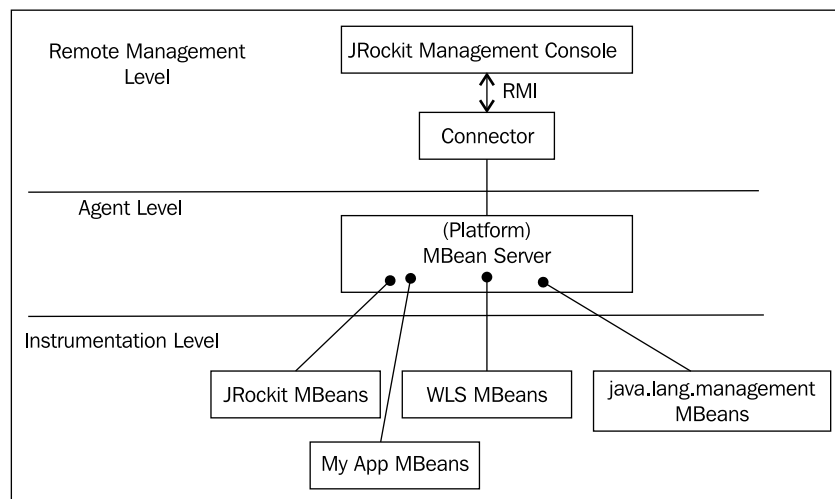 Remote Management
Level
JRockit Management Console
RMI
Connector
Agent Level
(Platform)
MBean Server
Instrumentation Level
JRockit MBeans
WLS MBeans
java.lang.management
MBeans
My App MBeans